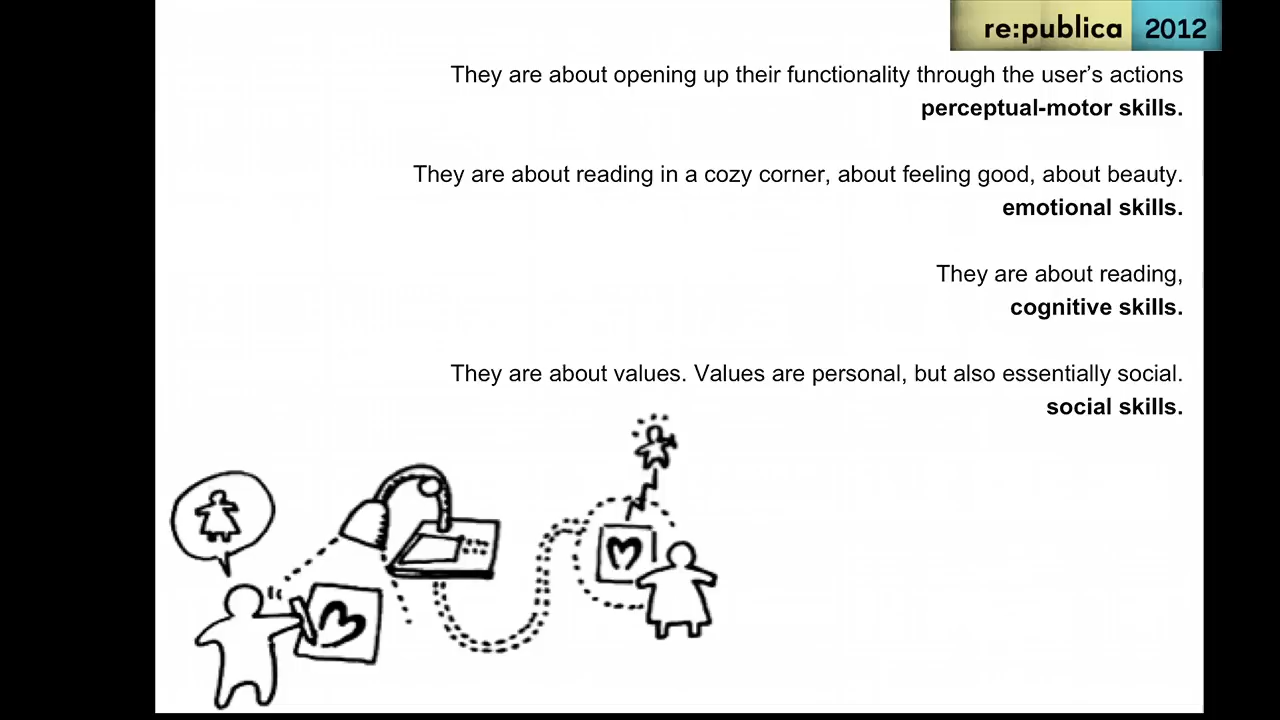 re:publica 2012
They are about opening up their functionality through the user's actions
perceptual-motor skills.
They are about reading in a cozy corner, about feeling good, about beauty.
emotional skills.
They are about reading,
cognitive skills.
They are about values. Values are personal, but also essentially social.
social skills.